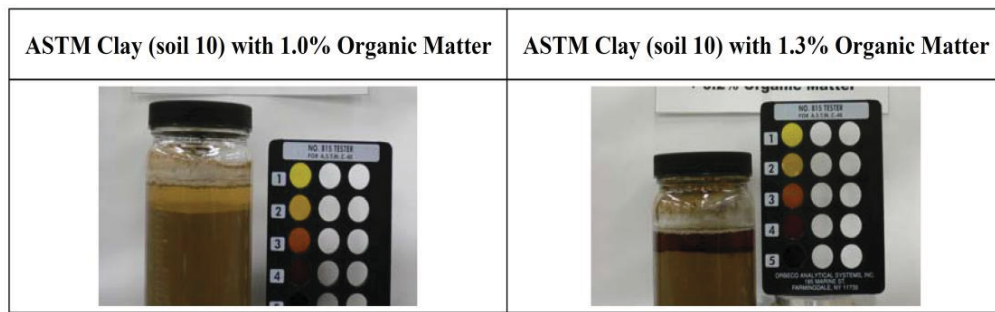 ASTM Clay (soil 10) with 1.0% Organic Matter
ASTM Clay (soil 10) with 1.3% Organic Matter
NO. 815 TESTER
FOR A.S.T.M. C-40
1
2
3
4
Organic Matter
NO. 815 TESTER
FOR A.S.T.M. C-40
1
2
3
4
5
ORBECO ANALYTICAL SYSTEMS, INC.
185 MARINE ST.
FARMINGDALE, NY 11735